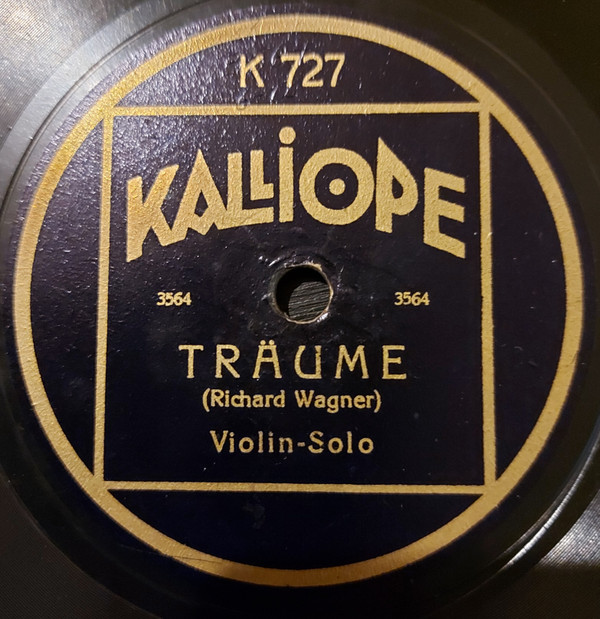 K 727
KALLIOPE
3564 3564
TRÄUME
(Richard Wagner)
Violin-Solo